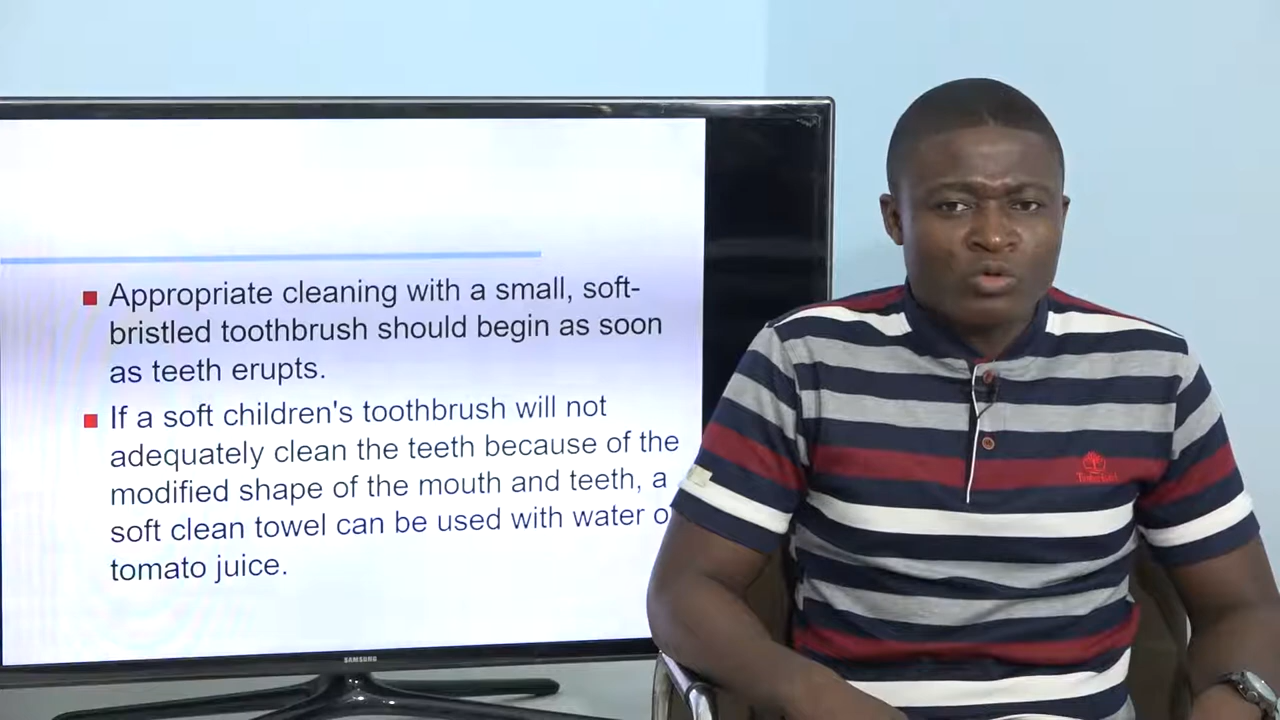 Appropriate cleaning with a small, soft-
bristled toothbrush should begin as soon
as teeth erupts.
If a soft children's toothbrush will not
adequately clean the teeth because of the
modified shape of the mouth and teeth, a
soft clean towel can be used with water o
tomato juice.
SAMSUNG